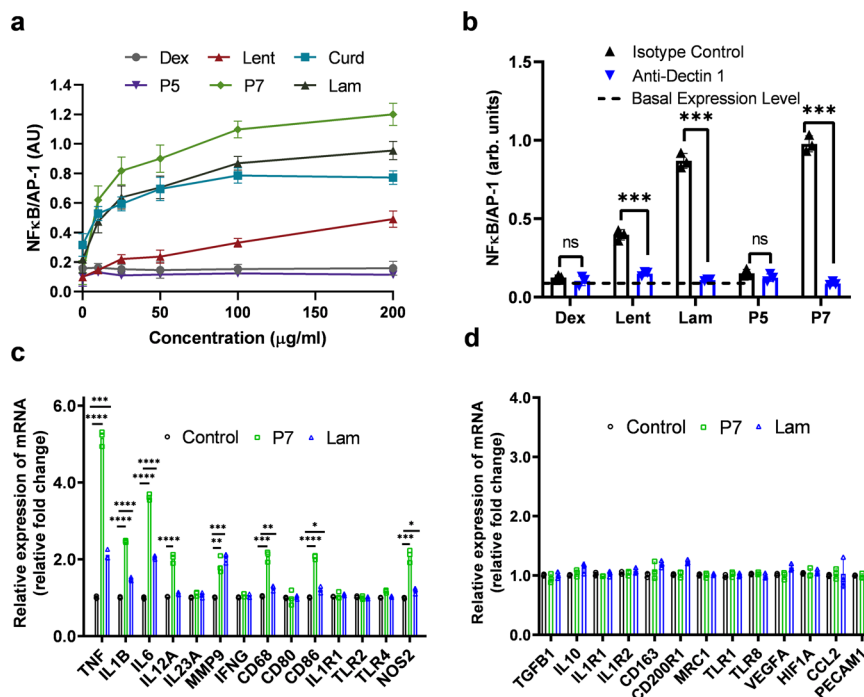 a
Dex Lent Curd
P5 P7 Lam
NFκB/AP-1 (AU)
1.4
1.2
1.0
0.8
0.6
0.4
0.2
0.0
0 50 100 150 200
Concentration (μg/ml)
b
Isotype Control
Anti-Dectin 1
Basal Expression Level
NFκB/AP-1 (arb. units)
1.5
1.0
0.5
0.0
ns *** *** ns ***
Dex Lent Lam P5 P7
c
Control P7 Lam
Relative expression of mRNA
(relative fold change)
6.0
4.0
2.0
0.0
***
****
****
****
****
****
****
***
**
**
***
*
****
*
***
TNF IL1B IL6 IL12A IL23A MMP9 IFNG CD68 CD80 CD86 IL1R1 TLR2 TLR4 NOS2
d
Control P7 Lam
Relative expression of mRNA
(relative fold change)
4.0
3.0
2.0
1.0
0.0
TGFB1 IL10 IL1R1 IL1R2 CD163 CD200R1 MRC1 TLR1 TLR8 VEGFA HIF1A CCL2 PECAM1